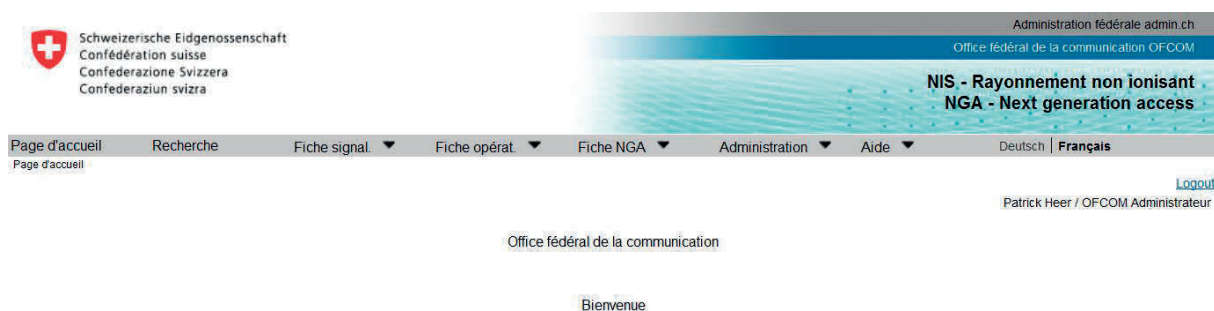 Schweizerische Eidgenossenschaft
Confédération suisse
Confederazione Svizzera
Confederaziun svizra
Administration fédérale admin.ch
Office fédéral de la communication OFCOM
NIS - Rayonnement non ionisant
NGA - Next generation access
Page d'accueil Recherche Fiche signal. Fiche opérat. Fiche NGA Administration Aide Deutsch | Français
Page d'accueil
Logout
Patrick Heer / OFCOM Administrateur
Office fédéral de la communication
Bienvenue